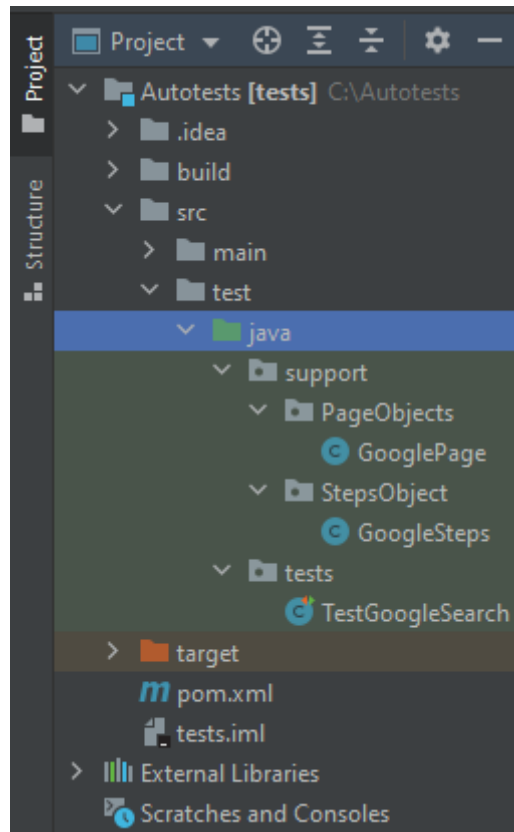 Project
Project
Structure
Autotests [tests] C:\Autotests
.idea
build
src
main
test
java
support
PageObjects
GooglePage
StepsObject
GoogleSteps
tests
TestGoogleSearch
target
pom.xml
tests.iml
External Libraries
Scratches and Consoles